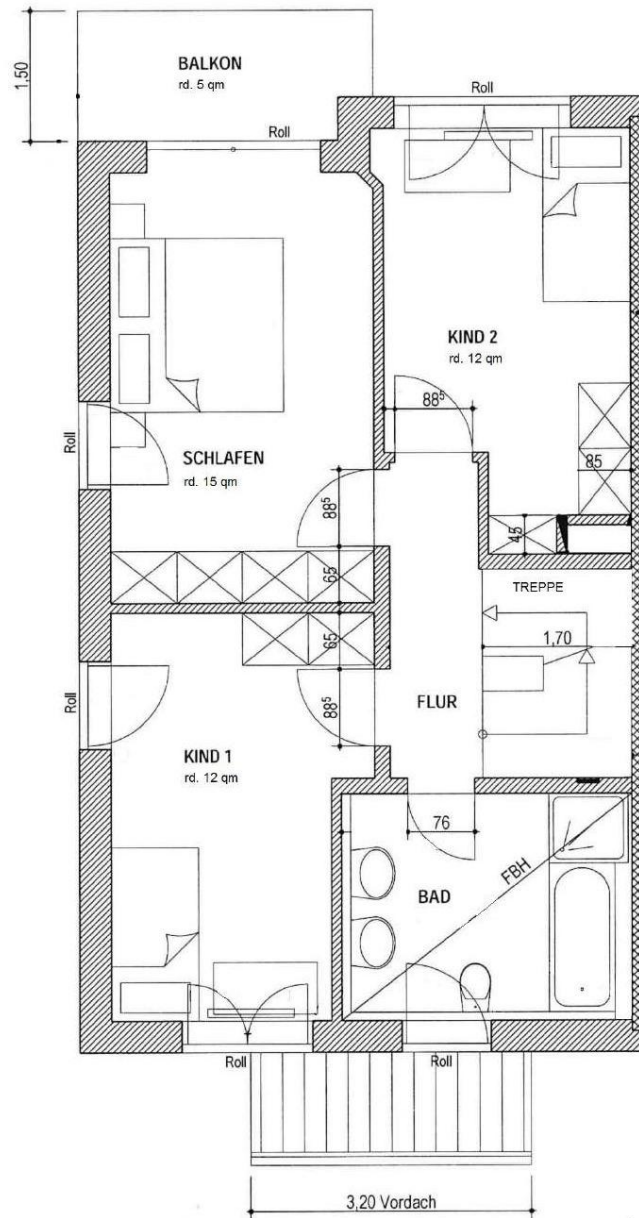 1,50
BALKON
rd. 5 qm
Roll
Roll
KIND 2
rd. 12 qm
88⁵
85
Roll
SCHLAFEN
rd. 15 qm
88⁵
45
65
TREPPE
1,70
65
Roll
FLUR
88⁵
KIND 1
rd. 12 qm
76
FBH
BAD
Roll
Roll
3,20 Vordach